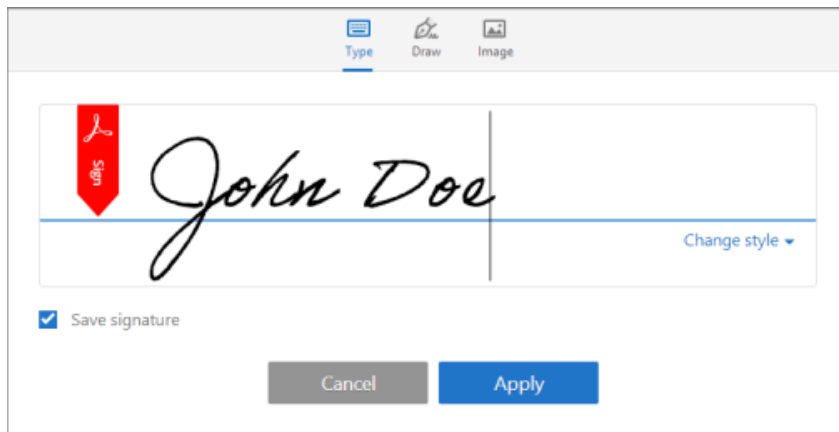 Type Draw Image
Sign
John Doe
Change style
Save signature
Cancel Apply